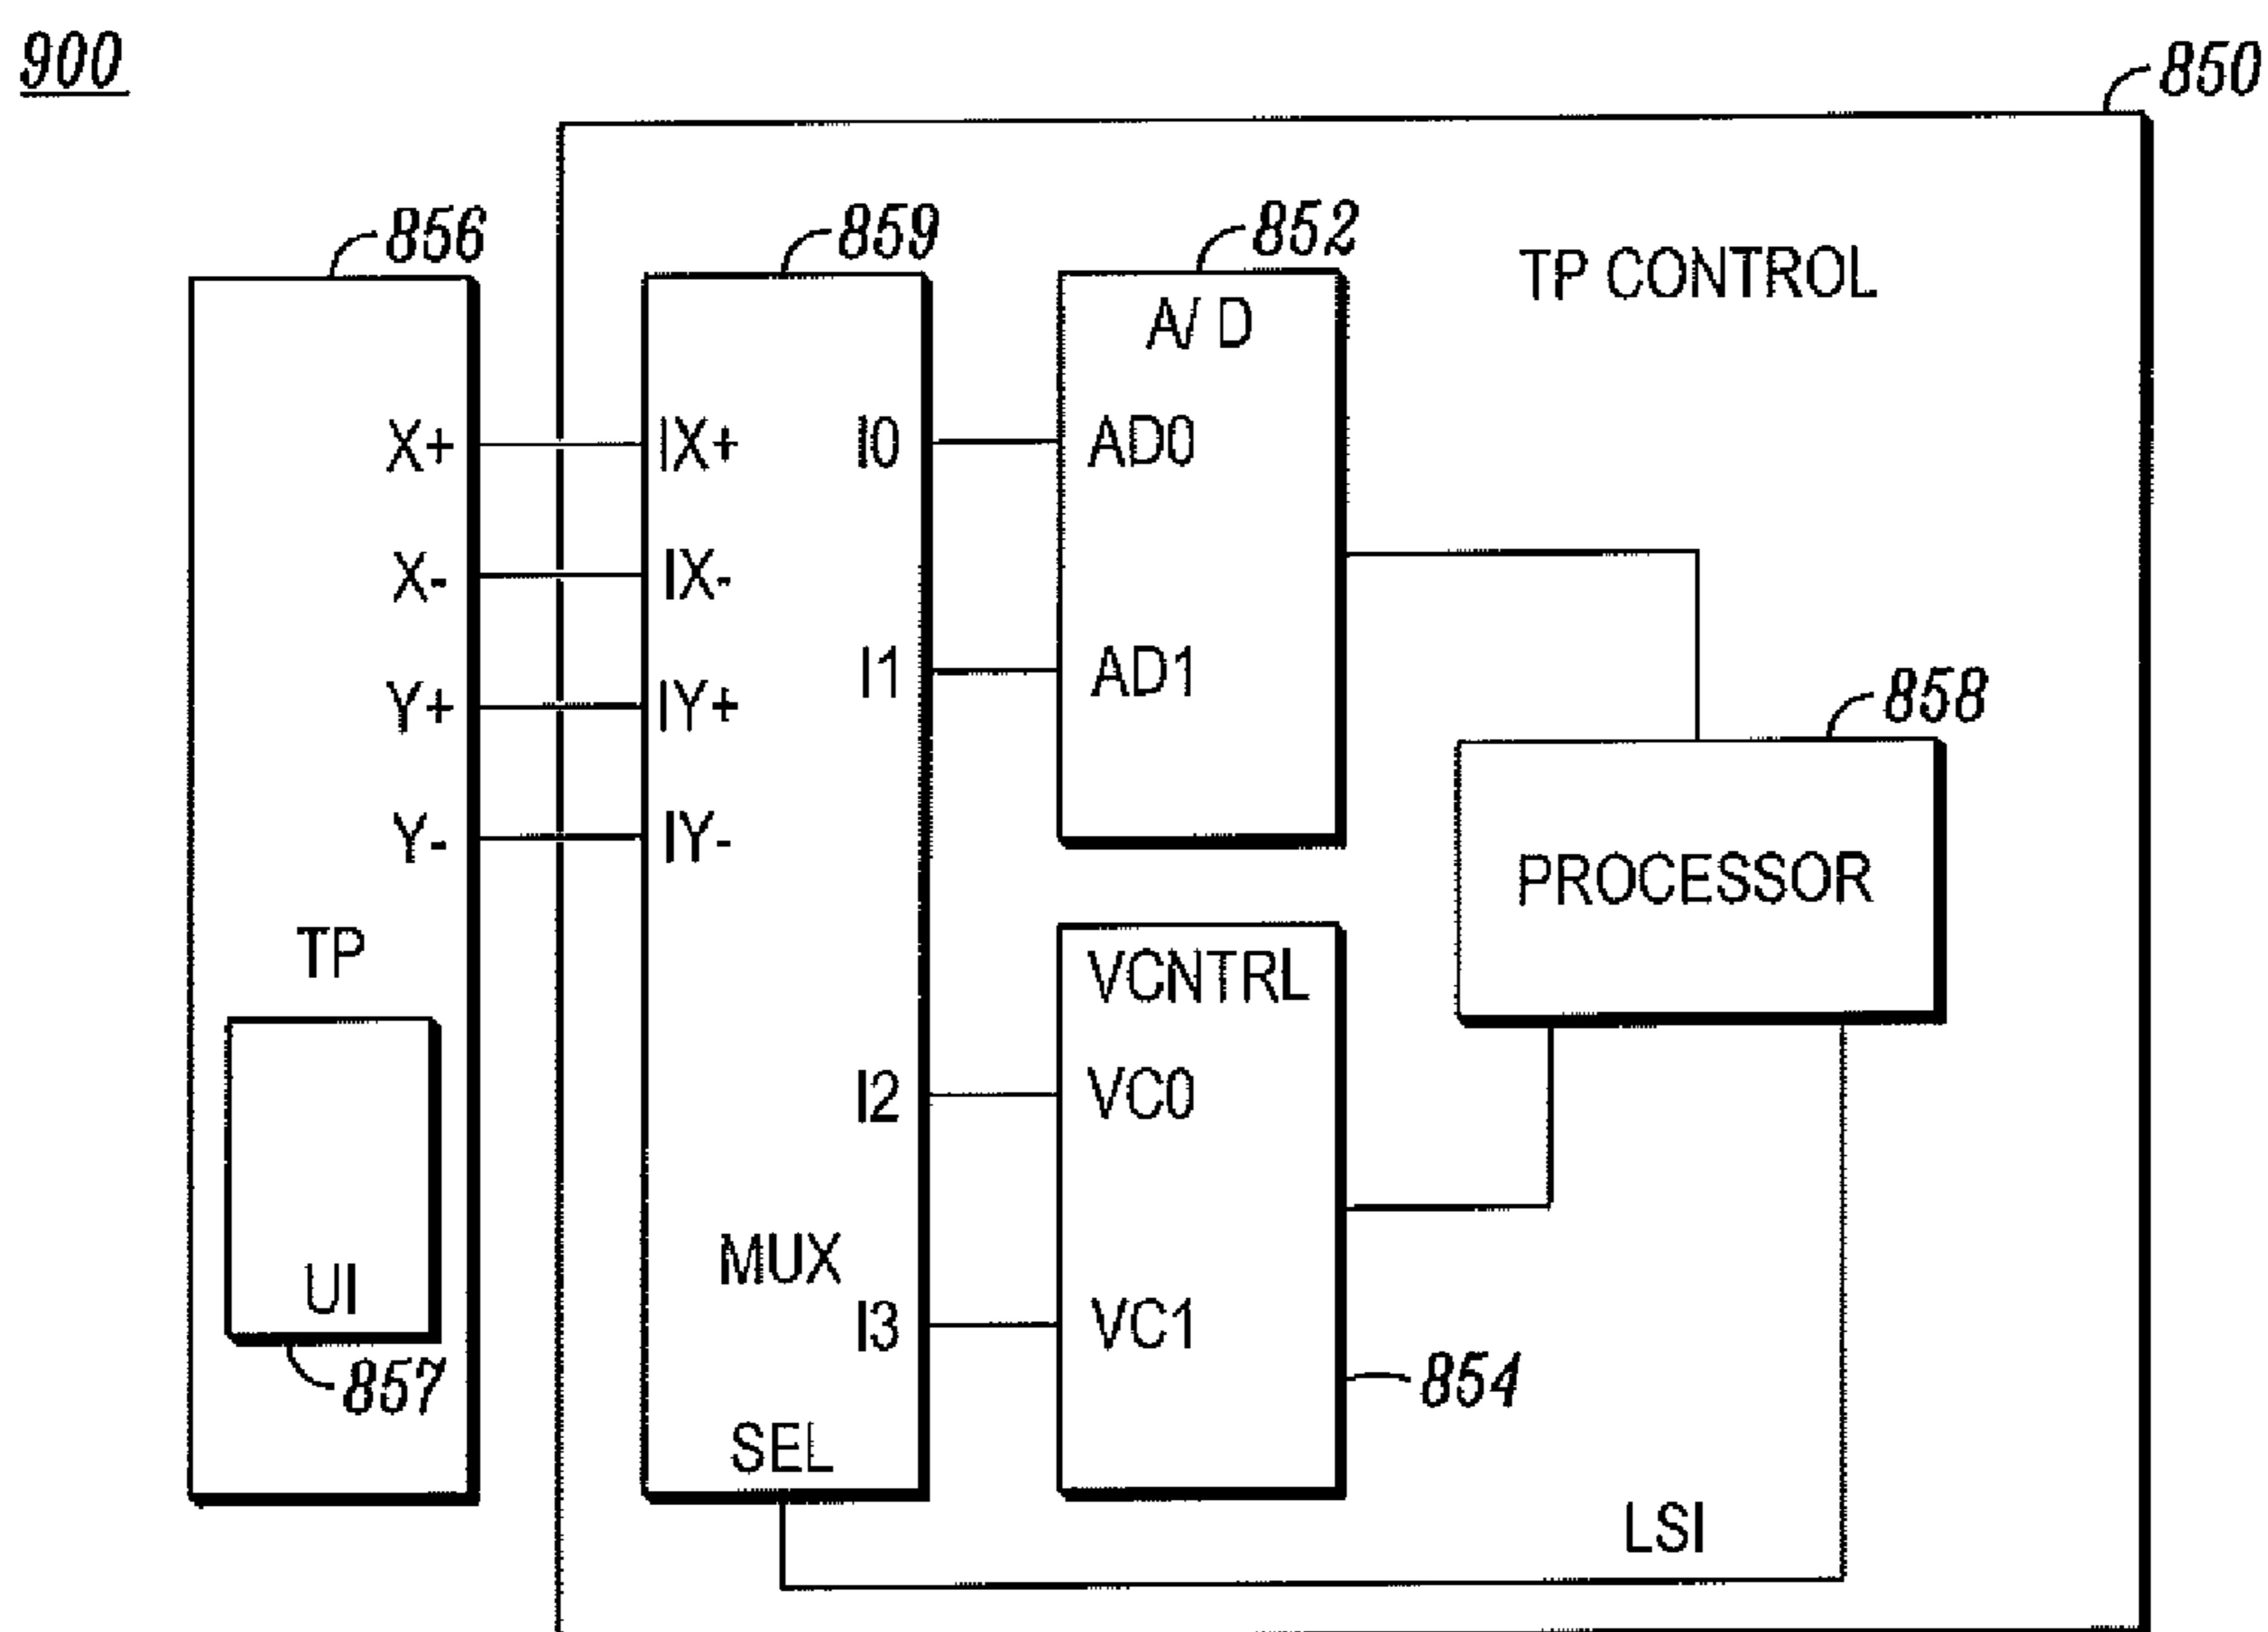 900
850
856
859
852
TP CONTROL
A/ D
X+
IX+
I0
AD0
X-
IX-
I1
AD1
Y+
IY+
858
Y-
IY-
PROCESSOR
TP
VCNTRL
I2
VC0
UI
MUX
I3
VC1
857
854
SEL
LSI